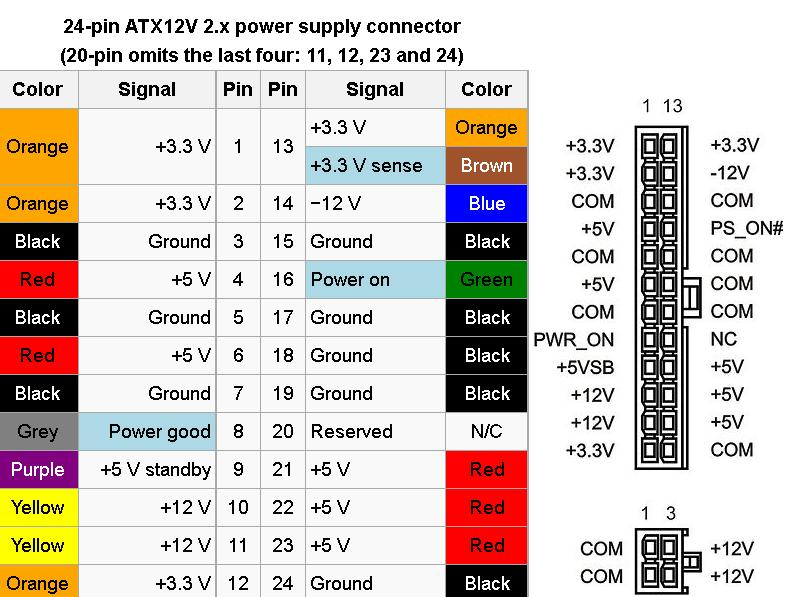 24-pin ATX12V 2.x power supply connector
(20-pin omits the last four: 11, 12, 23 and 24)
Color Signal Pin Pin Signal Color
Orange +3.3 V 1 13 +3.3 V Orange
+3.3 V sense Brown
Orange +3.3 V 2 14 −12 V Blue
Black Ground 3 15 Ground Black
Red +5 V 4 16 Power on Green
Black Ground 5 17 Ground Black
Red +5 V 6 18 Ground Black
Black Ground 7 19 Ground Black
Grey Power good 8 20 Reserved N/C
Purple +5 V standby 9 21 +5 V Red
Yellow +12 V 10 22 +5 V Red
Yellow +12 V 11 23 +5 V Red
Orange +3.3 V 12 24 Ground Black
1 13
+3.3V +3.3V
+3.3V -12V
COM COM
+5V PS_ON#
COM COM
+5V COM
COM COM
PWR_ON NC
+5VSB +5V
+12V +5V
+12V +5V
+3.3V COM
1 3
COM +12V
COM +12V